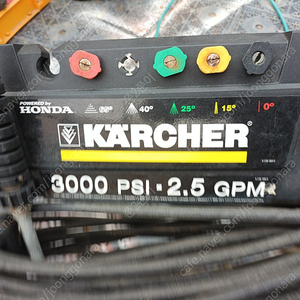 POWERED by
HONDA
40° 25° 15° 0°
KÄRCHER
3000 PSI · 2.5 GPM